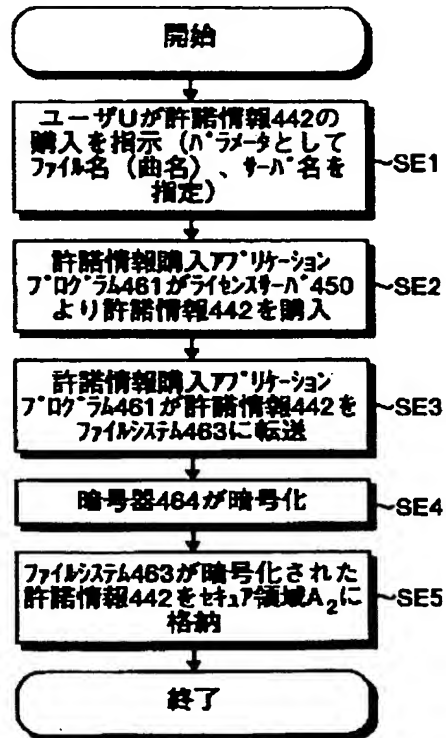 開始
ユーザUが許諾情報442の
購入を指示(パラメータとして
ファイル名(曲名)、サーバ名を
指定)
SE1
許諾情報購入アプリケーション
プログラム461がライセンスサーバ450
より許諾情報442を購入
SE2
許諾情報購入アプリケーション
プログラム461が許諾情報442を
ファイルシステム463に転送
SE3
暗号器464が暗号化
SE4
ファイルシステム463が暗号化された
許諾情報442をセキュア領域A₂に
格納
SE5
終了